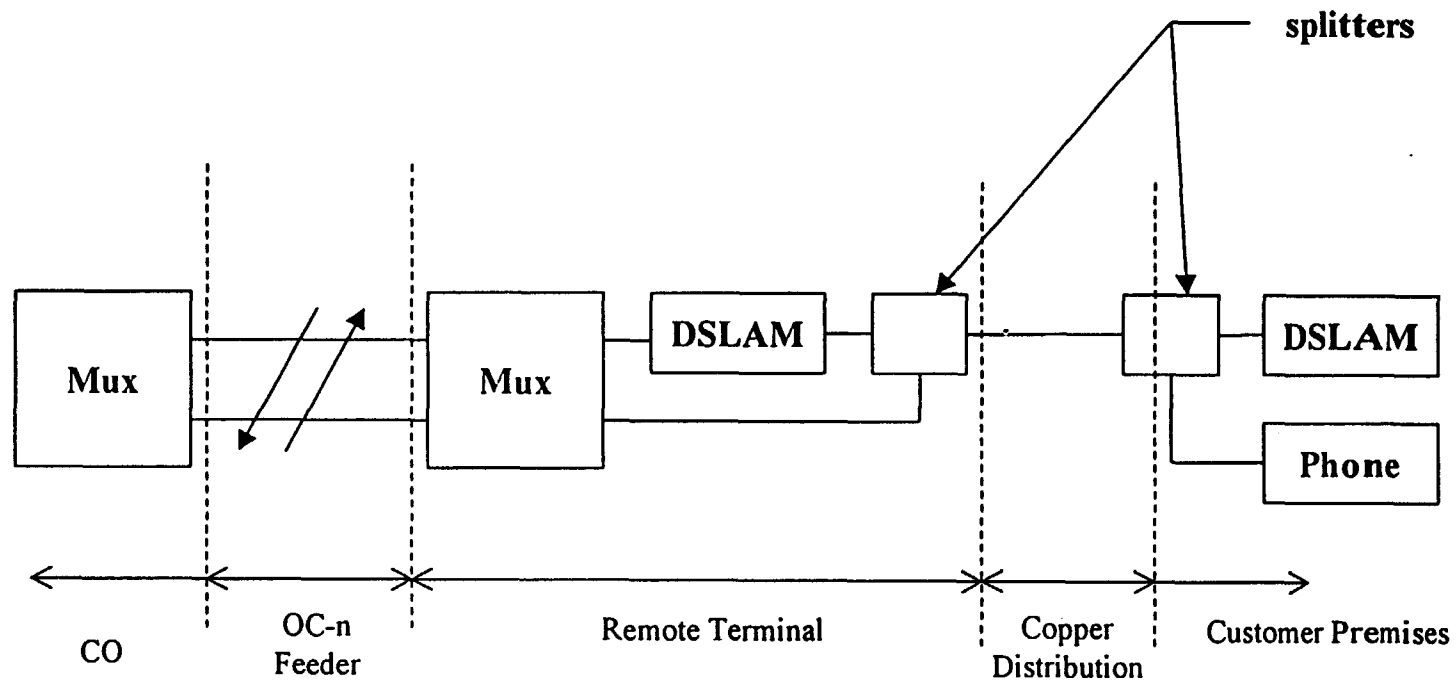 splitters
Mux
Mux
DSLAM
DSLAM
Phone
CO
OC-n
Feeder
Remote Terminal
Copper
Distribution
Customer Premises